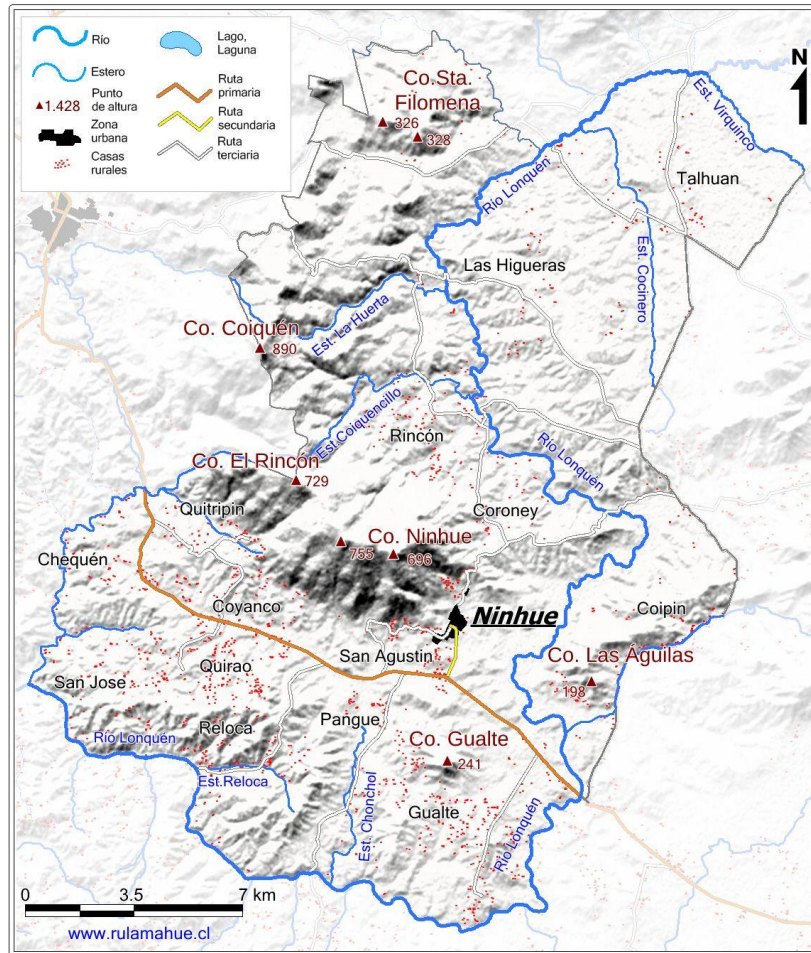 Río
Estero
Punto
de altura
1.428
Zona
urbana
Casas
rurales
Lago,
Laguna
Ruta
primaria
Ruta
secundaria
Ruta
terciaria
N
Co.Sta.
Filomena
326
328
Est. Virquinco
Talhuan
Río Lonquén
Las Higueras
Est. Cocinero
Est. La Huerta
Co. Coiquén
890
Est.Coiquencillo
Rincón
Río Lonquén
Co. El Rincón
729
Quitripin
Coroney
Co. Ninhue
755
696
Chequén
Coyanco
Ninhue
Coipin
San Agustin
Quirao
Co. Las Aguilas
198
San Jose
Pangue
Reloca
Río Lonquén
Co. Gualte
241
Est.Reloca
Gualte
Est. Chonchol
Río Lonquén
0
3.5
7 km
www.rulamahue.cl